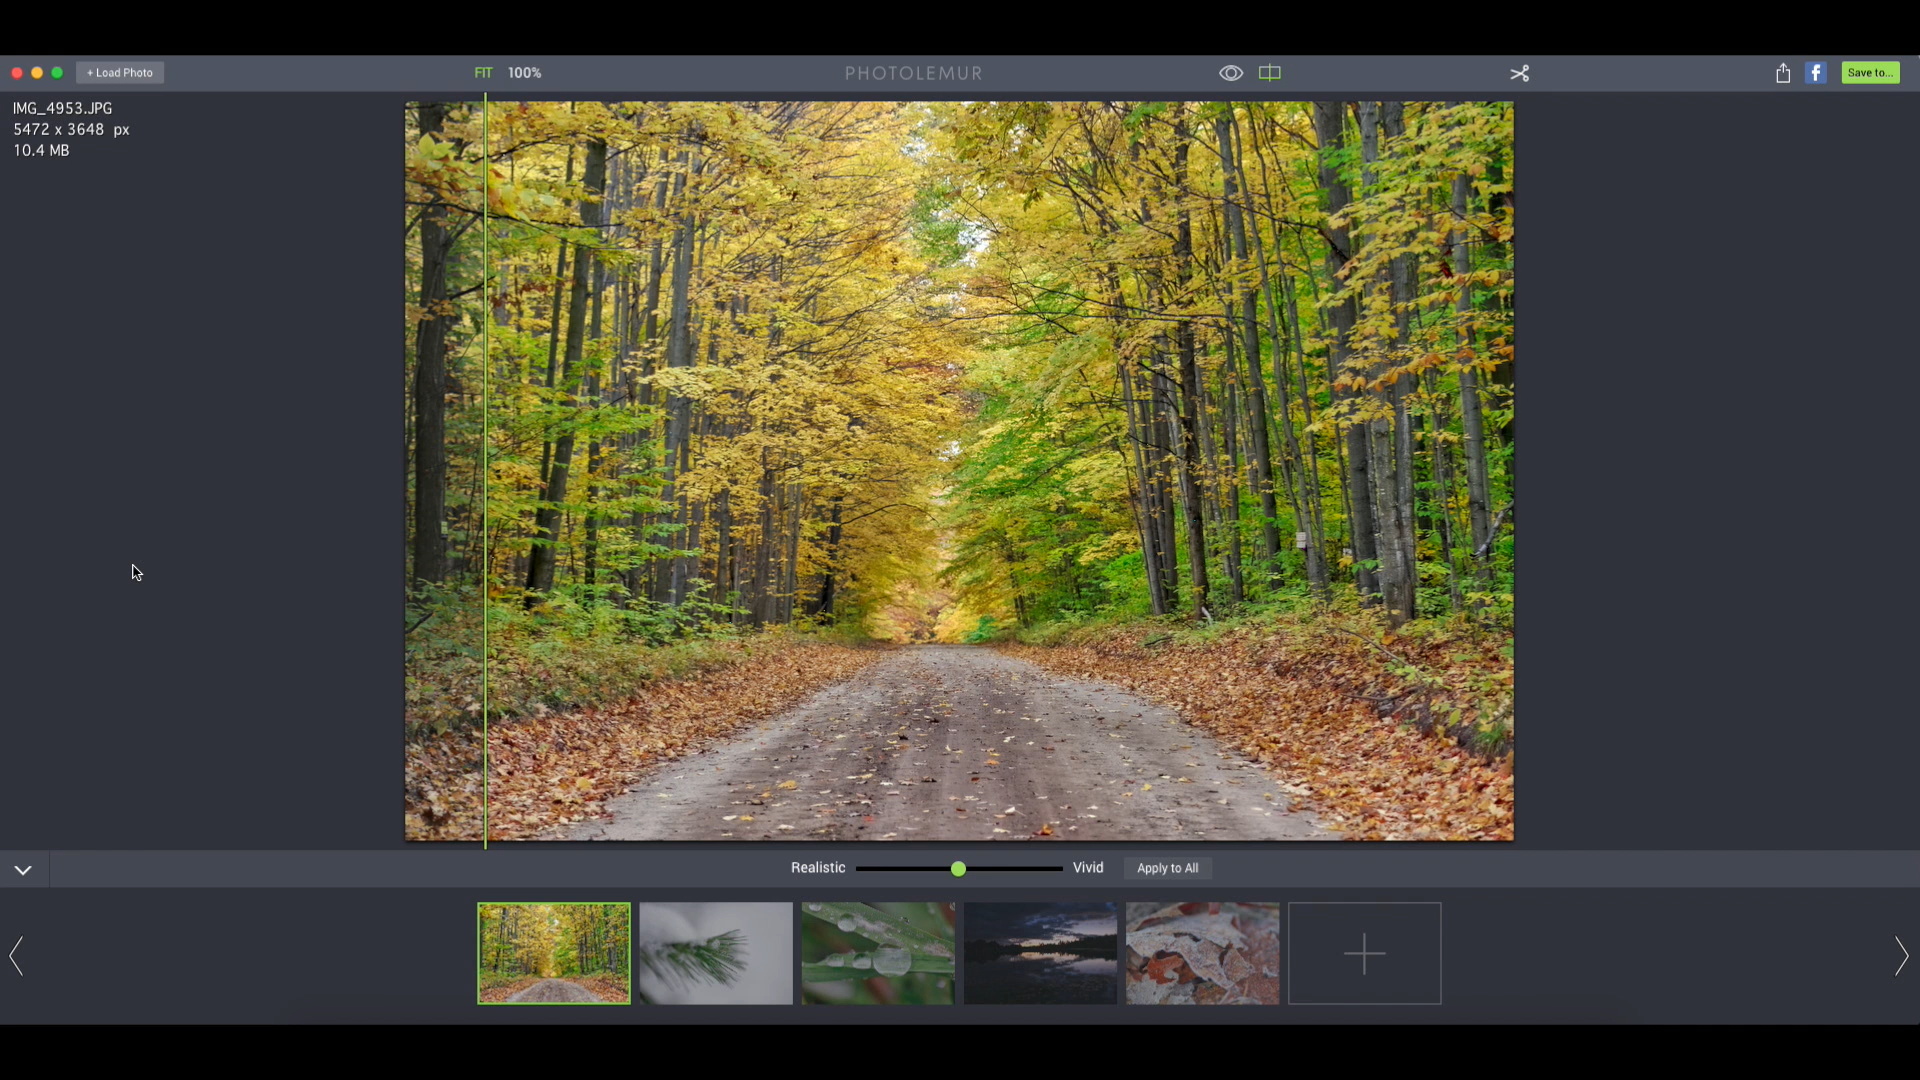 + Load Photo
FIT 100%
PHOTOLEMUR
Save to...
IMG_4953.JPG
5472 x 3648 px
10.4 MB
Realistic
Vivid
Apply to All